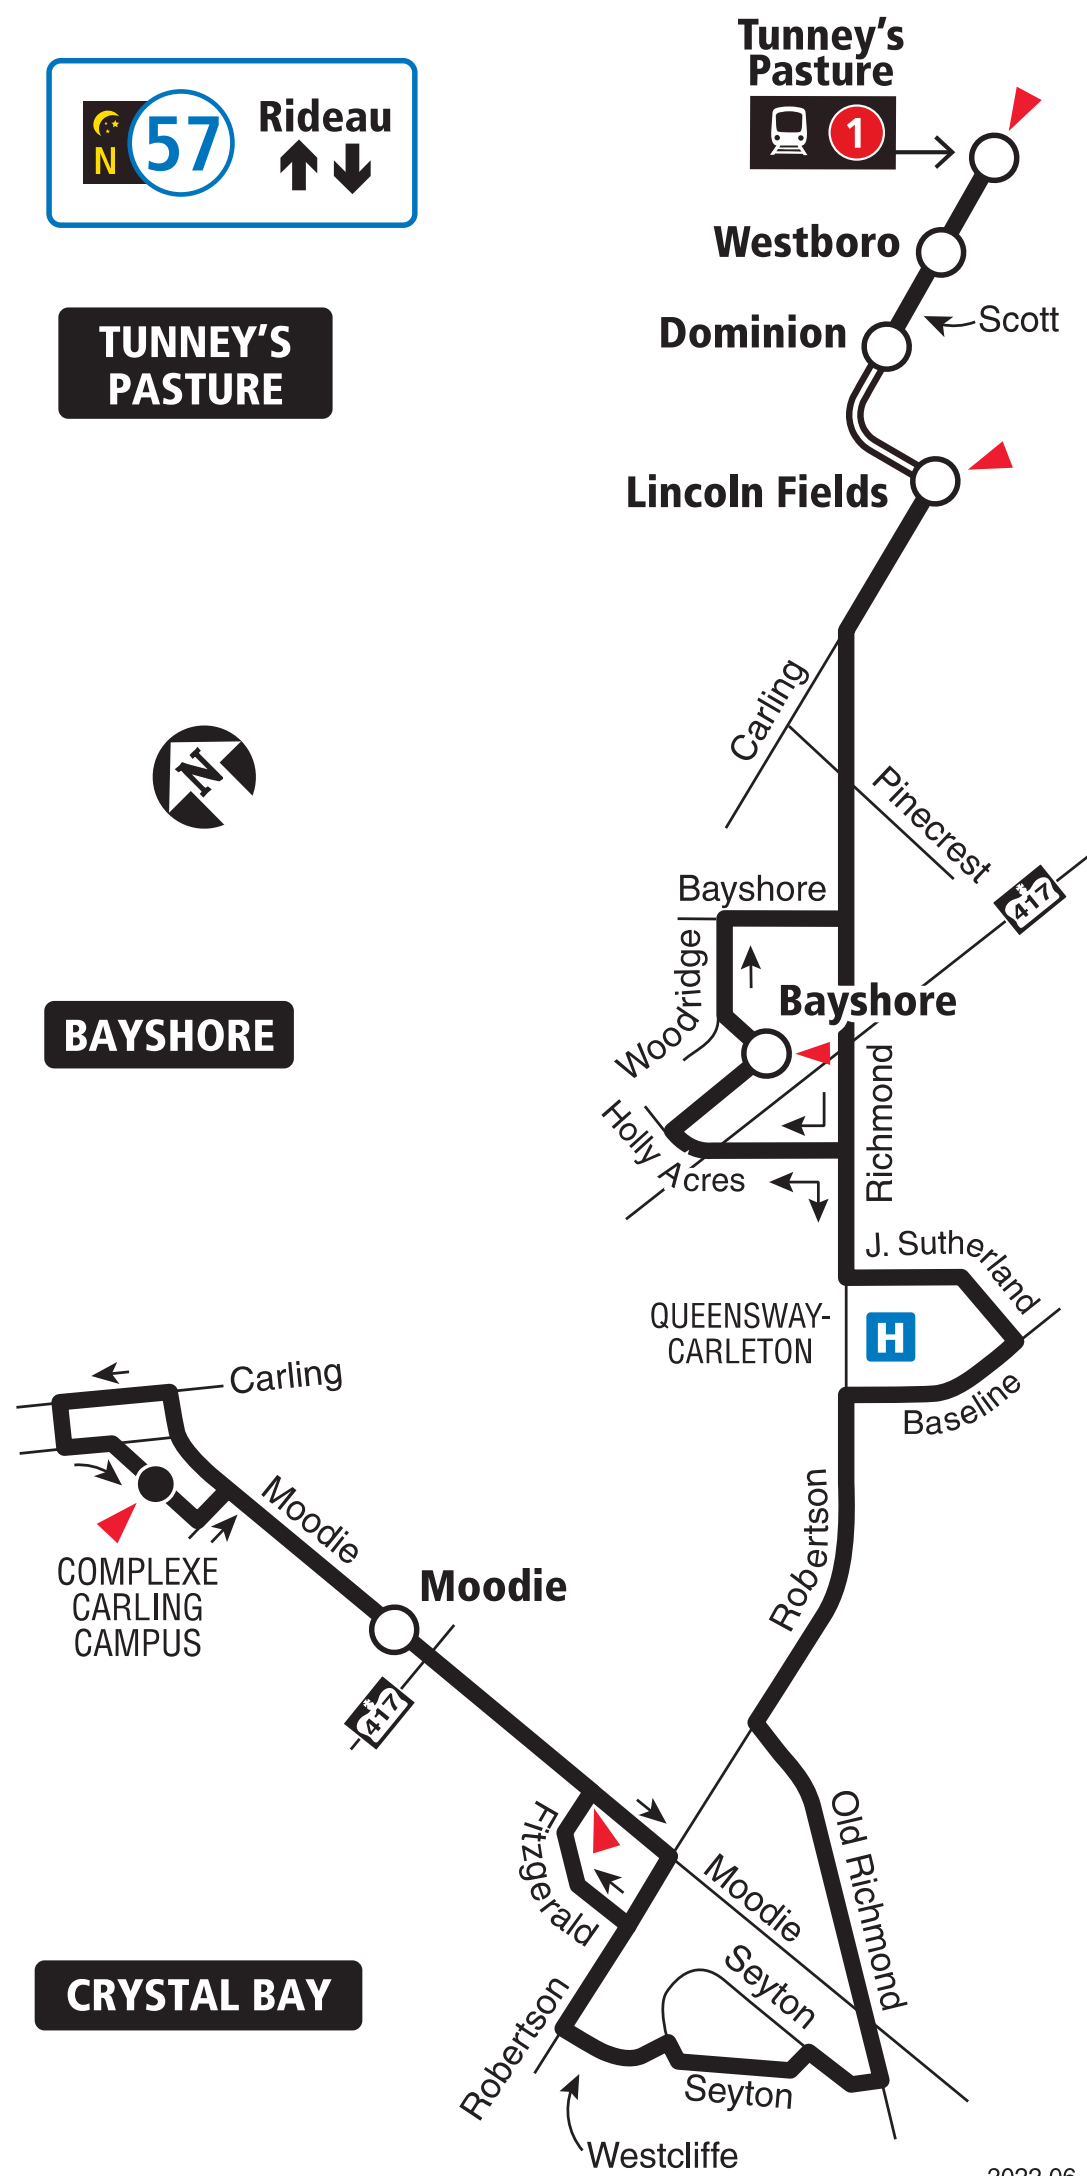 Tunney's
Pasture
1
N
57
Rideau
Westboro
Scott
TUNNEY'S
PASTURE
Dominion
Lincoln Fields
Carling
N
Pinecrest
417
Bayshore
Woodridge
Bayshore
BAYSHORE
Richmond
Holly Acres
J. Sutherland
QUEENSWAY-
CARLETON
H
Baseline
Carling
Moodie
Robertson
COMPLEXE
CARLING
CAMPUS
Moodie
417
Fitzgerald
Old Richmond
Moodie
Seyton
CRYSTAL BAY
Robertson
Seyton
Westcliffe
2022.06